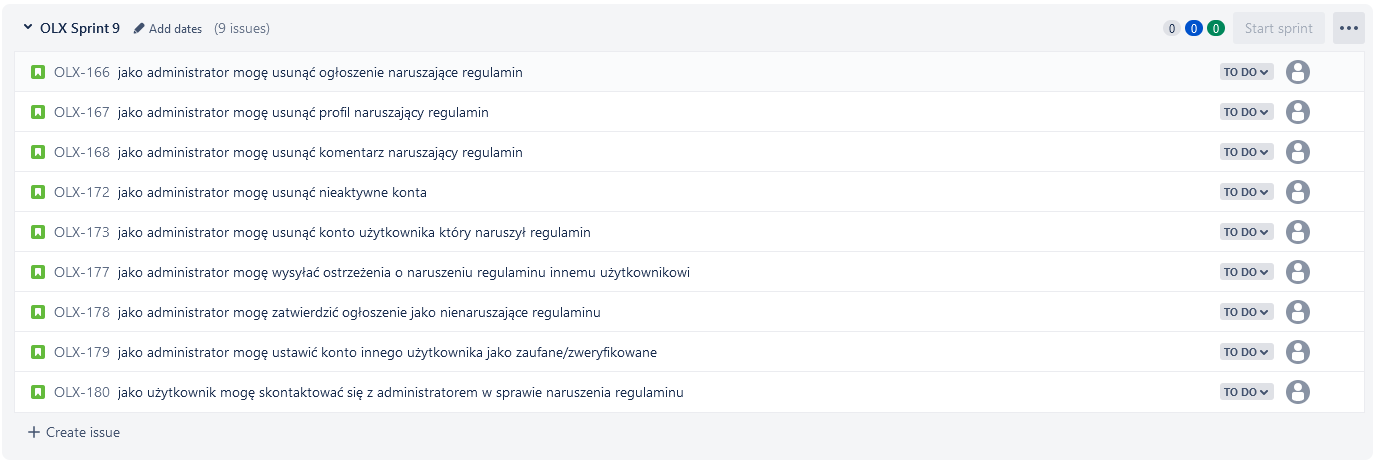 OLX Sprint 9 Add dates (9 issues) 0 0 0 Start sprint
OLX-166 jako administrator mogę usunąć ogłoszenie naruszające regulamin TO DO
OLX-167 jako administrator mogę usunąć profil naruszający regulamin TO DO
OLX-168 jako administrator mogę usunąć komentarz naruszający regulamin TO DO
OLX-172 jako administrator mogę usunąć nieaktywne konta TO DO
OLX-173 jako administrator mogę usunąć konto użytkownika który naruszył regulamin TO DO
OLX-177 jako administrator mogę wysyłać ostrzeżenia o naruszeniu regulaminu innemu użytkownikowi TO DO
OLX-178 jako administrator mogę zatwierdzić ogłoszenie jako nienaruszające regulaminu TO DO
OLX-179 jako administrator mogę ustawić konto innego użytkownika jako zaufane/zweryfikowane TO DO
OLX-180 jako użytkownik mogę skontaktować się z administratorem w sprawie naruszenia regulaminu TO DO
+ Create issue